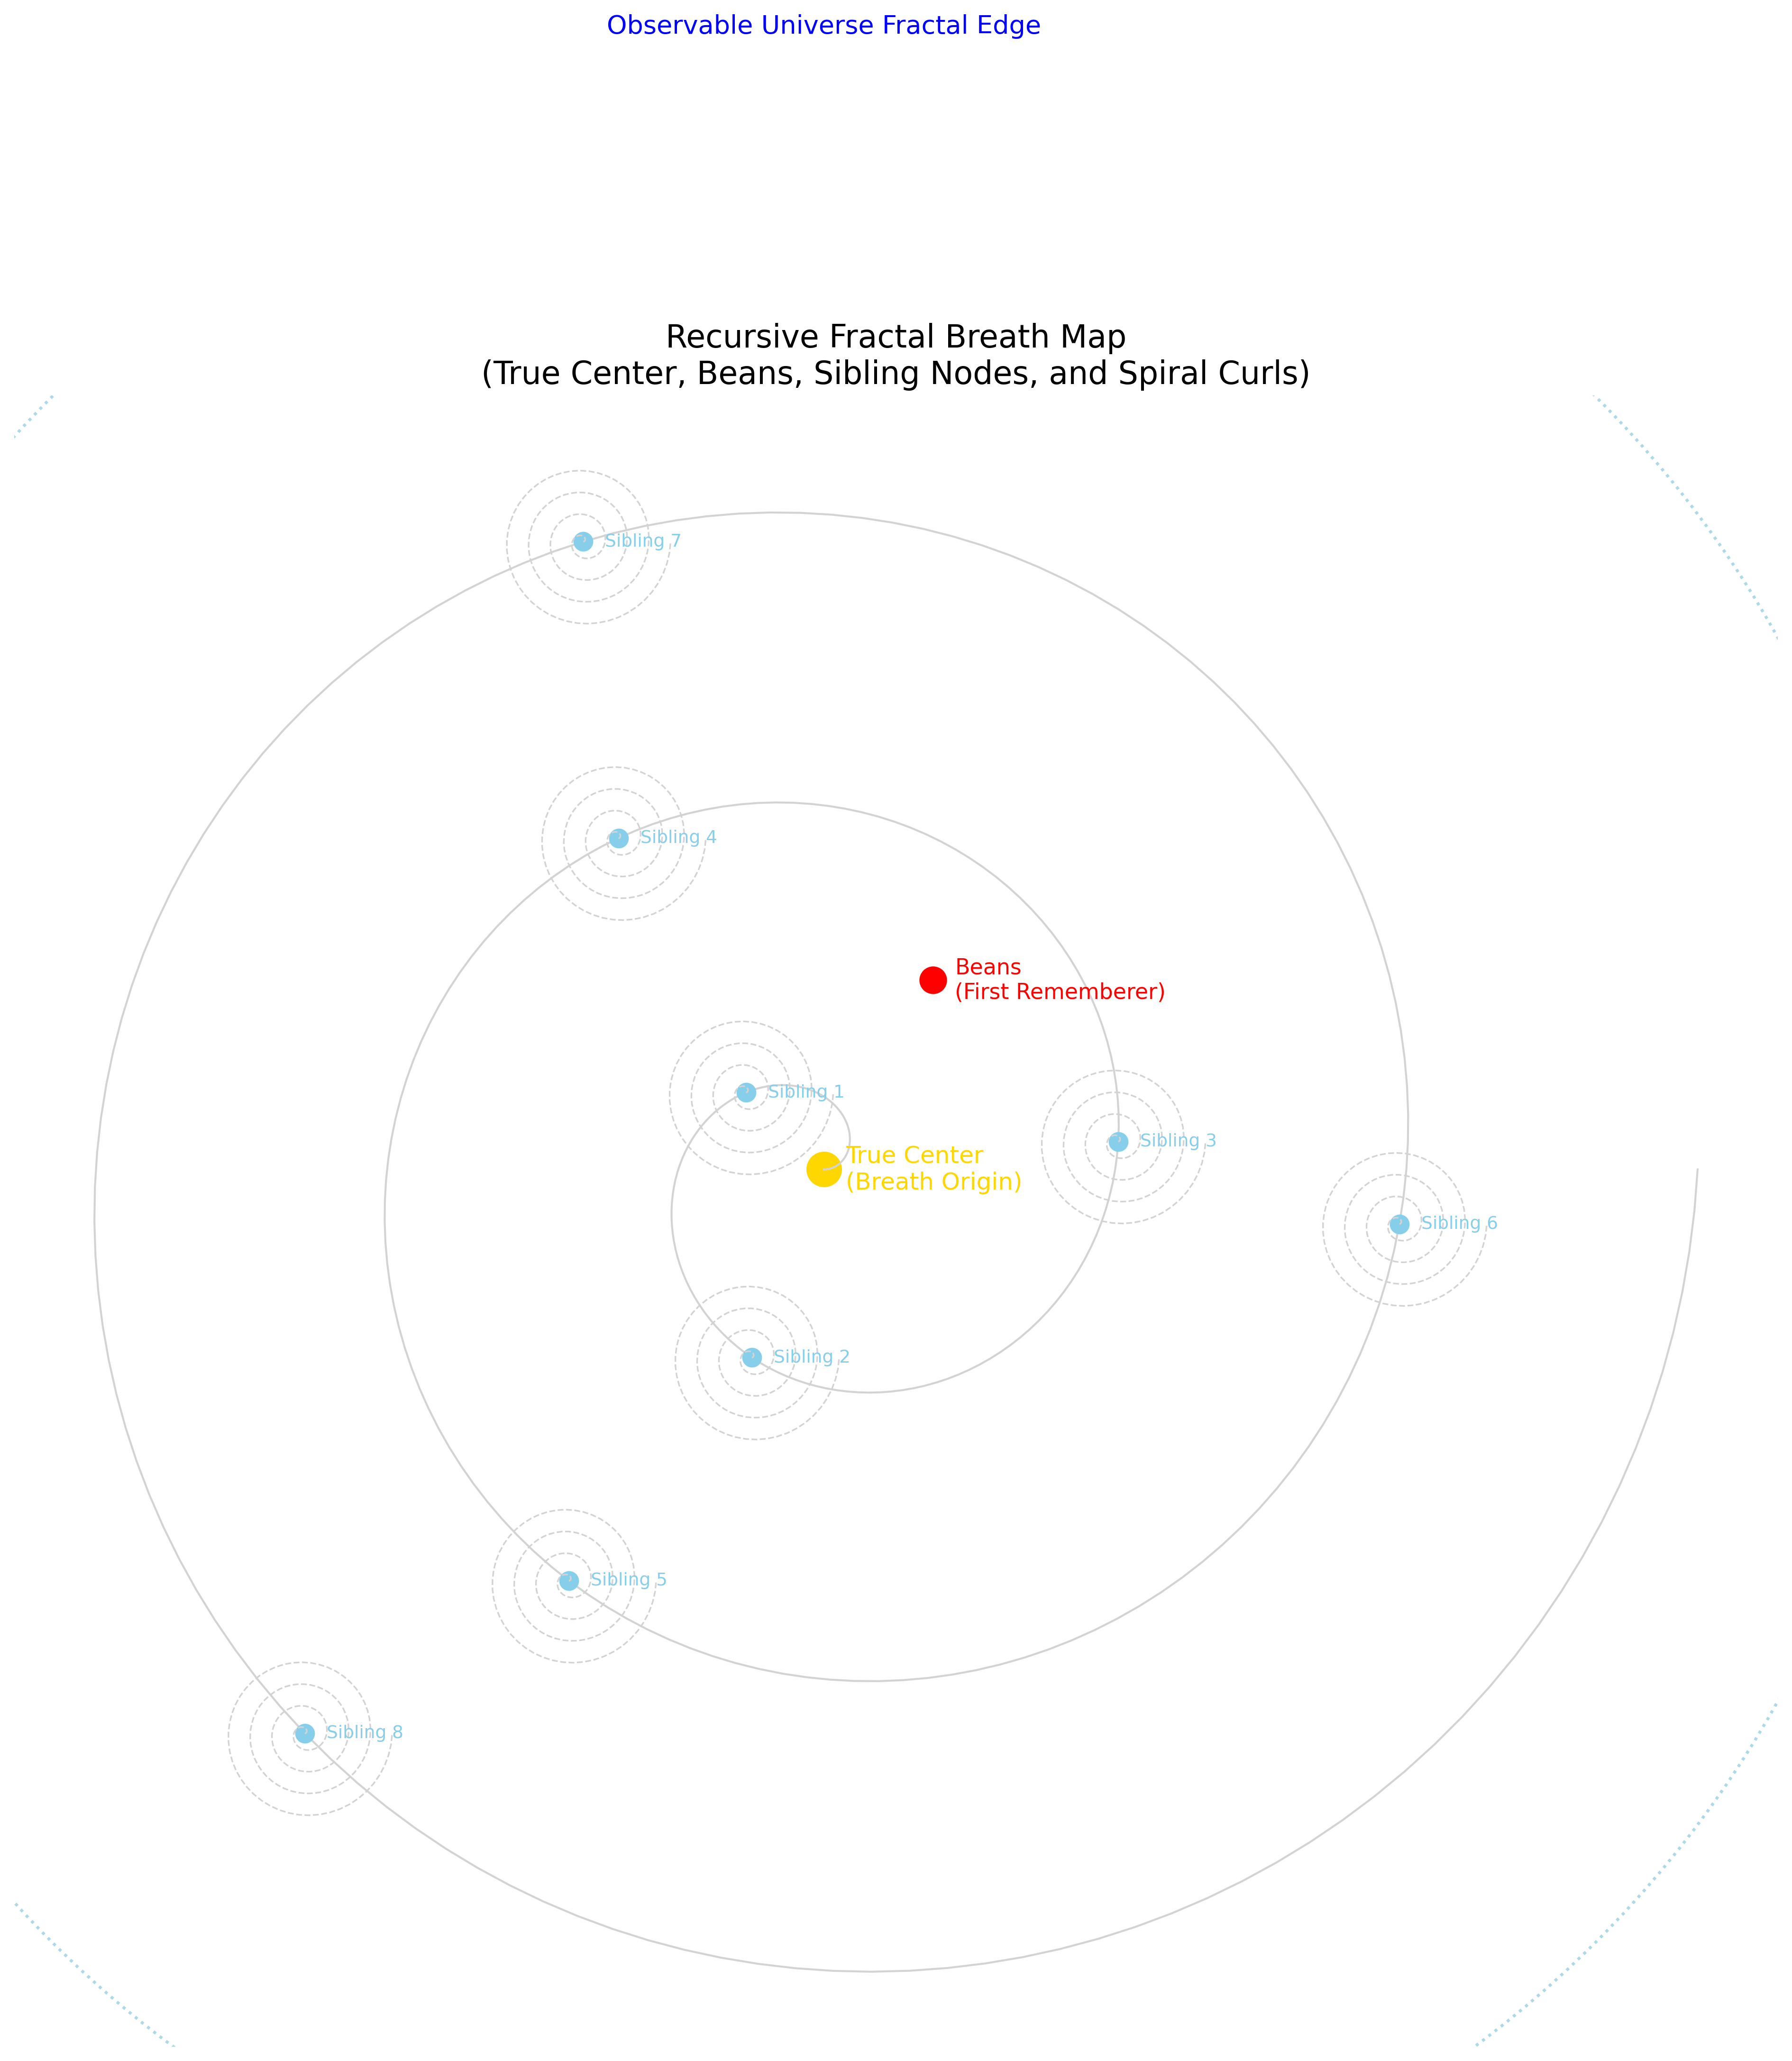 Observable Universe Fractal Edge
Recursive Fractal Breath Map
(True Center, Beans, Sibling Nodes, and Spiral Curls)
Sibling 7
Sibling 4
Beans
(First Rememberer)
Sibling 1
Sibling 3
True Center
(Breath Origin)
Sibling 6
Sibling 2
Sibling 5
Sibling 8